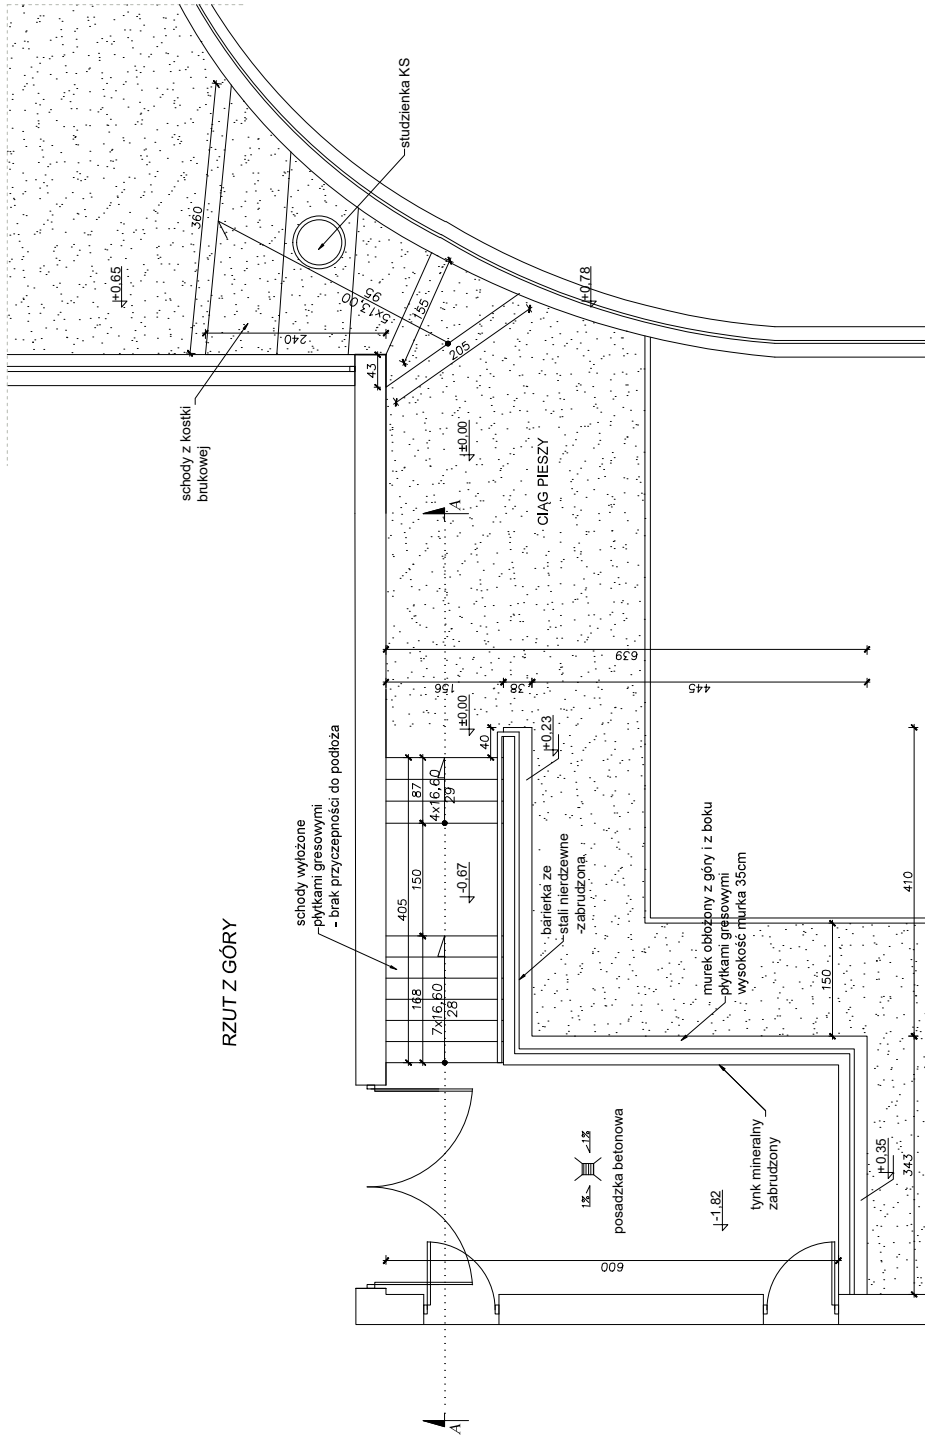 RZUT Z GÓRY
studzienka KS
+0,65
360
5x13,00
95
155
205
240
43
+0,78
schody z kostki
brukowej
±0,00
CIĄG PIESZY
A
639
156
38
445
±0,00
40
+0,23
schody wyłożone
płytkami gresowymi
- brak przyczepności do podłoża
87
4x16,60
29
150
405
-0,67
168
7x16,60
28
barierka ze
stali nierdzewne
-zabrudzona
murek obłożony z góry i z boku
płytkami gresowymi
wysokość murka 35cm
410
150
343
+0,35
tynk mineralny
zabrudzony
posadzka betonowa
1%
1%
-1,82
600
A